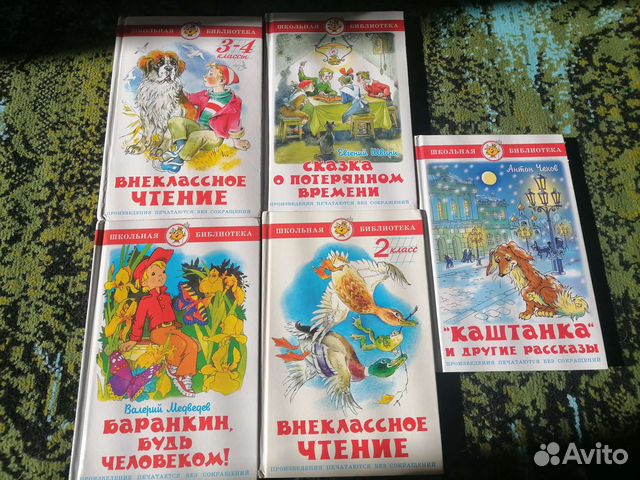 ШКОЛЬНАЯ БИБЛИОТЕКА
3-4
классы
ВНЕКЛАССНОЕ
ЧТЕНИЕ
ПРОИЗВЕДЕНИЯ ПЕЧАТАЮТСЯ БЕЗ СОКРАЩЕНИЙ
ШКОЛЬНАЯ БИБЛИОТЕКА
Евгений Шварц
СКАЗКА
О ПОТЕРЯННОМ
ВРЕМЕНИ
ПРОИЗВЕДЕНИЯ ПЕЧАТАЮТСЯ БЕЗ СОКРАЩЕНИЙ
ШКОЛЬНАЯ БИБЛИОТЕКА
Антон Чехов
"КАШТАНКА"
И ДРУГИЕ РАССКАЗЫ
ПРОИЗВЕДЕНИЯ ПЕЧАТАЮТСЯ БЕЗ СОКРАЩЕНИЙ
ШКОЛЬНАЯ БИБЛИОТЕКА
Валерий Медведев
БАРАНКИН,
БУДЬ
ЧЕЛОВЕКОМ!
ПРОИЗВЕДЕНИЯ ПЕЧАТАЮТСЯ БЕЗ СОКРАЩЕНИЙ
ШКОЛЬНАЯ БИБЛИОТЕКА
2 класс
ВНЕКЛАССНОЕ
ЧТЕНИЕ
ПРОИЗВЕДЕНИЯ ПЕЧАТАЮТСЯ БЕЗ СОКРАЩЕНИЙ
Avito